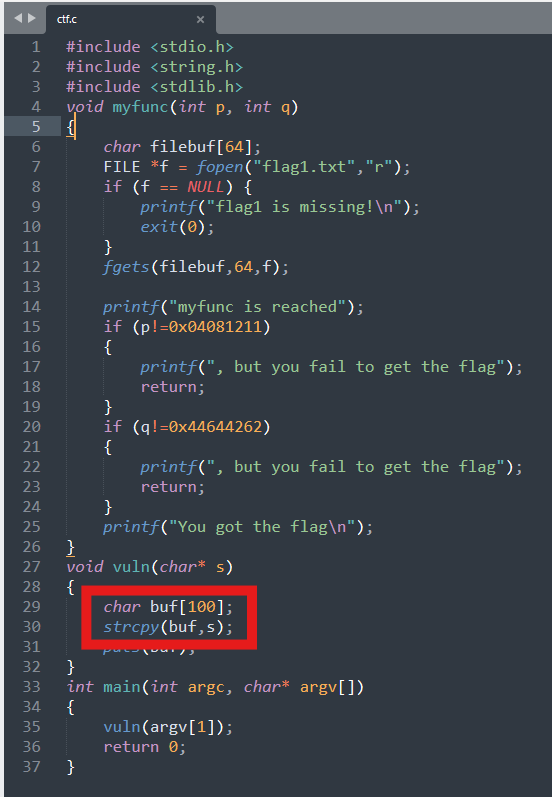 ctf.c
1 #include <stdio.h>
2 #include <string.h>
3 #include <stdlib.h>
4 void myfunc(int p, int q)
5 {
6 char filebuf[64];
7 FILE *f = fopen("flag1.txt","r");
8 if (f == NULL) {
9 printf("flag1 is missing!\n");
10 exit(0);
11 }
12 fgets(filebuf,64,f);
13
14 printf("myfunc is reached");
15 if (p!=0x04081211)
16 {
17 printf(", but you fail to get the flag");
18 return;
19 }
20 if (q!=0x44644262)
21 {
22 printf(", but you fail to get the flag");
23 return;
24 }
25 printf("You got the flag\n");
26 }
27 void vuln(char* s)
28 {
29 char buf[100];
30 strcpy(buf,s);
31 puts(buf);
32 }
33 int main(int argc, char* argv[])
34 {
35 vuln(argv[1]);
36 return 0;
37 }